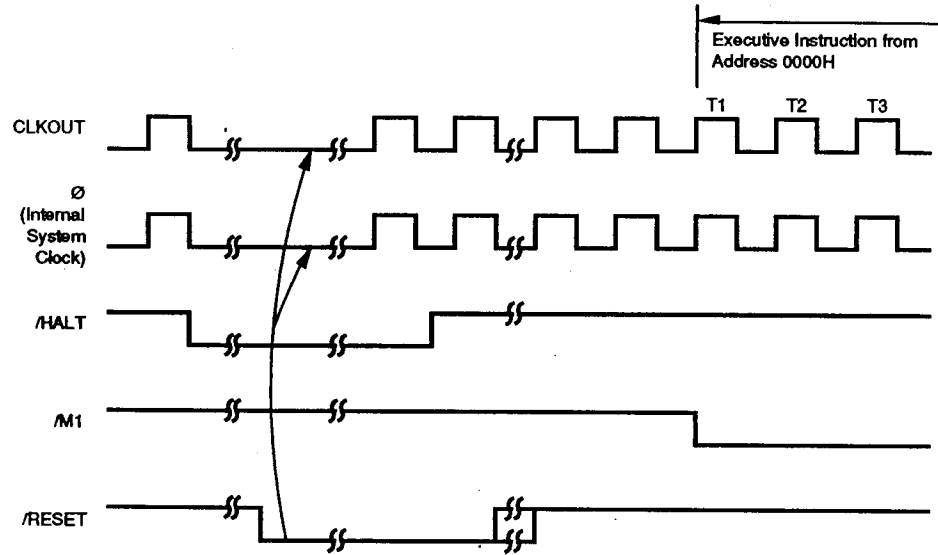 Executive Instruction from
Address 0000H
T1 T2 T3
CLKOUT
Ø
(Internal
System
Clock)
/HALT
/M1
/RESET